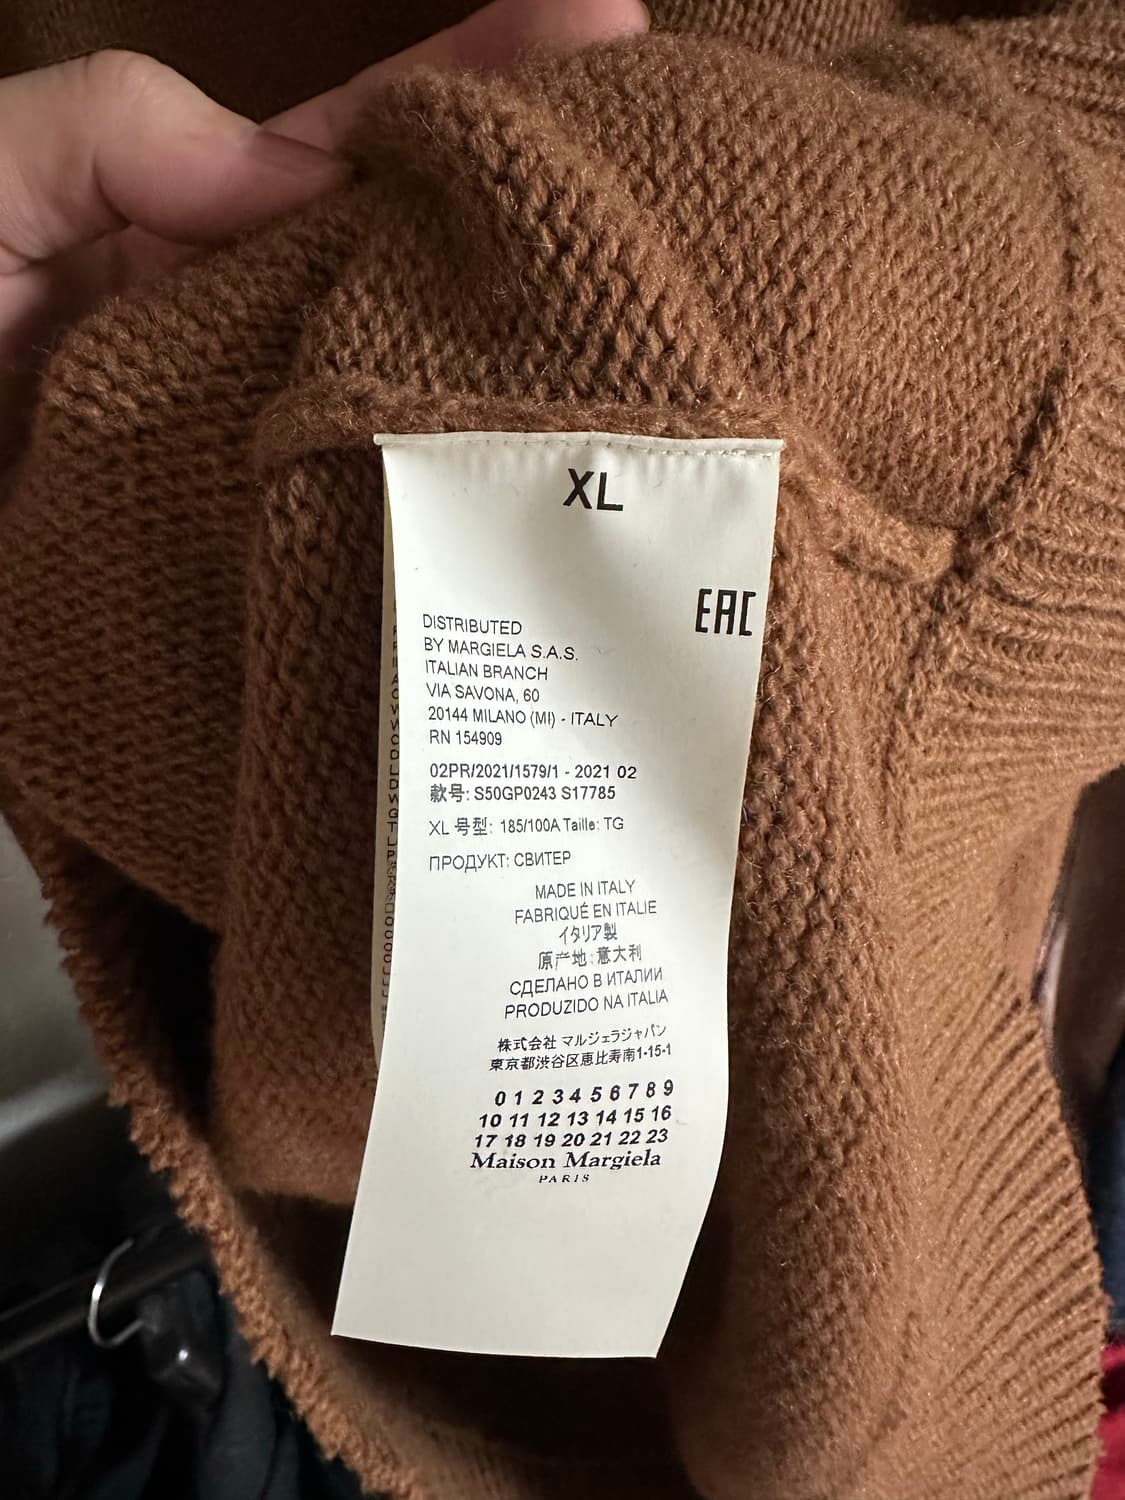 XL
EAC
DISTRIBUTED
BY MARGIELA S.A.S.
ITALIAN BRANCH
VIA SAVONA, 60
20144 MILANO (MI) - ITALY
RN 154909
02PR/2021/1579/1 - 2021 02
款号: S50GP0243 S17785
XL 号型: 185/100A Taille: TG
ПРОДУКТ: СВИТЕР
MADE IN ITALY
FABRIQUÉ EN ITALIE
イタリア製
原产地:意大利
СДЕЛАНО В ИТАЛИИ
PRODUZIDO NA ITALIA
株式会社 マルジェラジャパン
東京都渋谷区恵比寿南1-15-1
0 1 2 3 4 5 6 7 8 9
10 11 12 13 14 15 16
17 18 19 20 21 22 23
Maison Margiela
PARIS